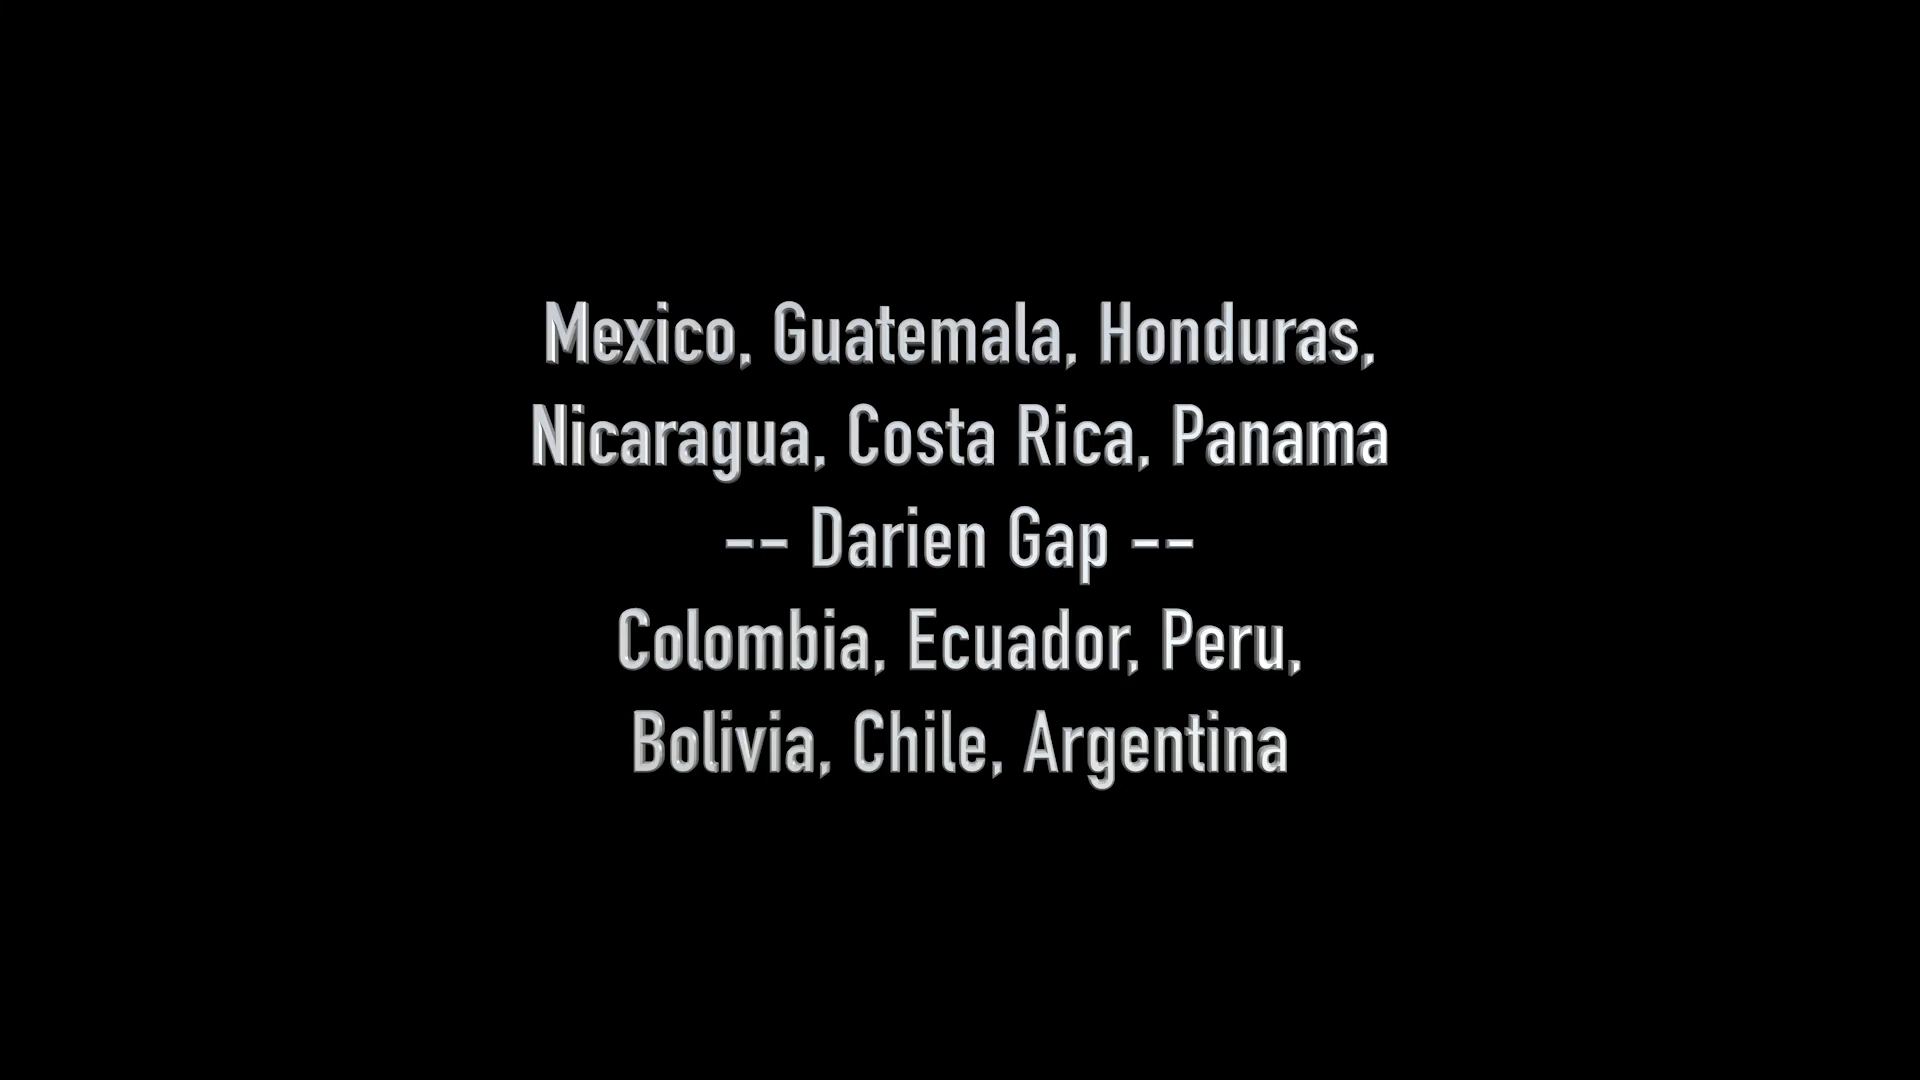 Mexico, Guatemala, Honduras,
Nicaragua, Costa Rica, Panama
-- Darien Gap --
Colombia, Ecuador, Peru,
Bolivia, Chile, Argentina